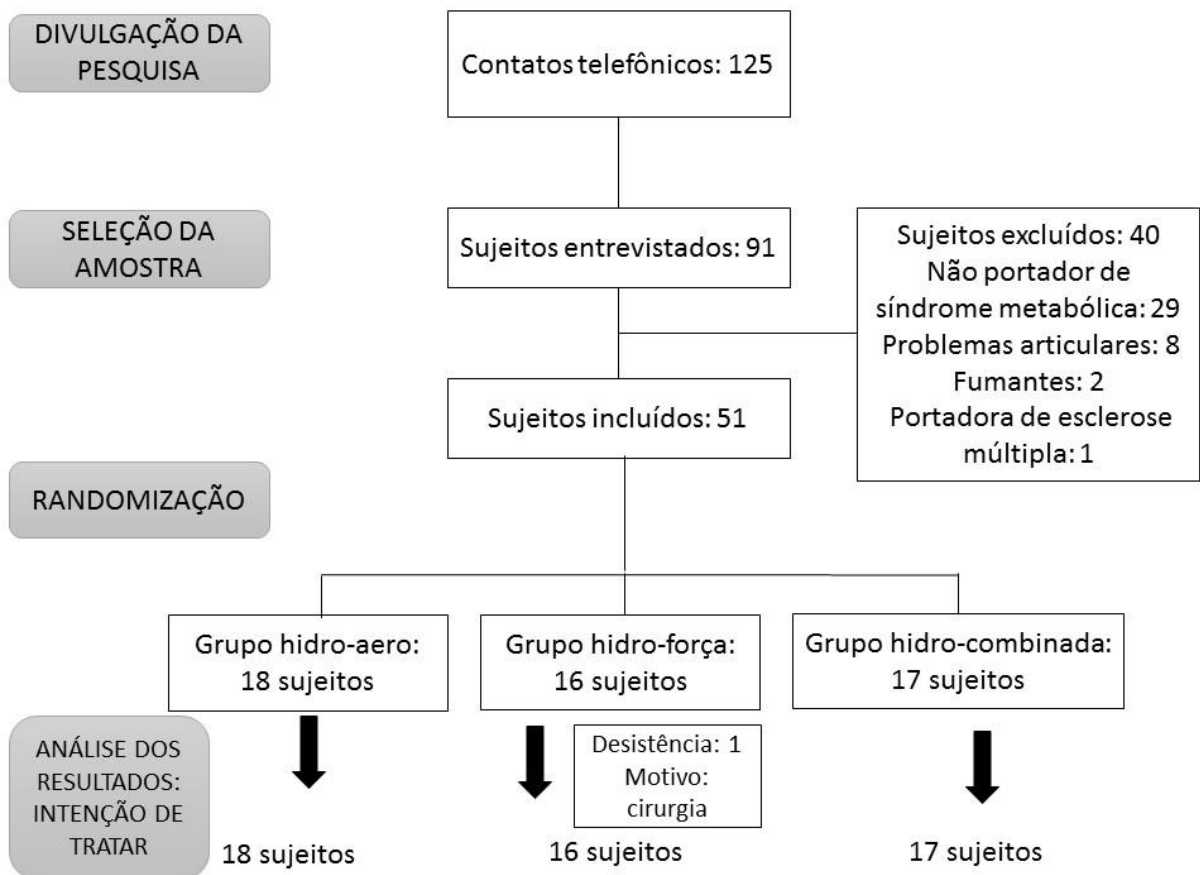 DIVULGAÇÃO DA
PESQUISA
Contatos telefônicos: 125
SELEÇÃO DA
AMOSTRA
Sujeitos entrevistados: 91
Sujeitos excluídos: 40
Não portador de
síndrome metabólica: 29
Problemas articulares: 8
Fumantes: 2
Portadora de esclerose
múltipla: 1
Sujeitos incluídos: 51
RANDOMIZAÇÃO
Grupo hidro-aero:
18 sujeitos
Grupo hidro-força:
16 sujeitos
Grupo hidro-combinada:
17 sujeitos
ANÁLISE DOS
RESULTADOS:
INTENÇÃO DE
TRATAR
Desistência: 1
Motivo:
cirurgia
18 sujeitos
16 sujeitos
17 sujeitos